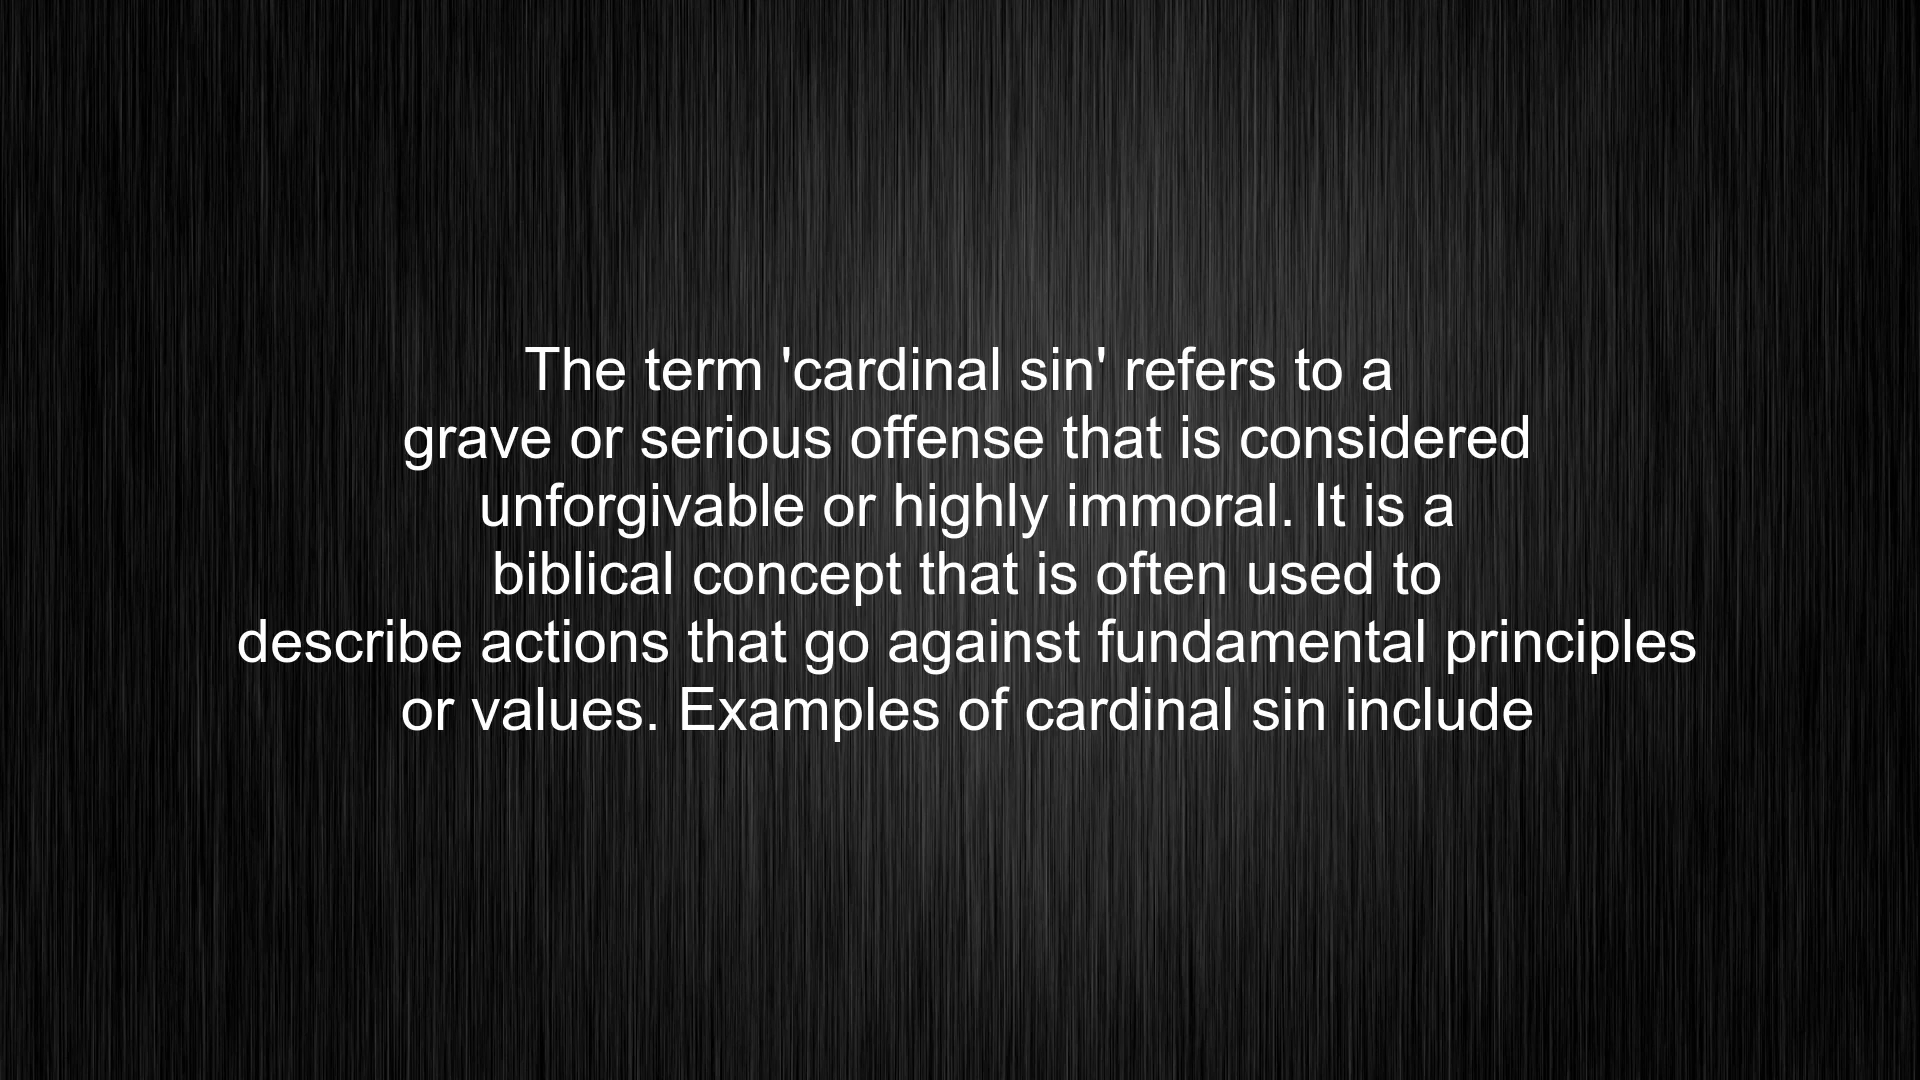 The term 'cardinal sin' refers to a
grave or serious offense that is considered
unforgivable or highly immoral. It is a
biblical concept that is often used to
describe actions that go against fundamental principles
or values. Examples of cardinal sin include